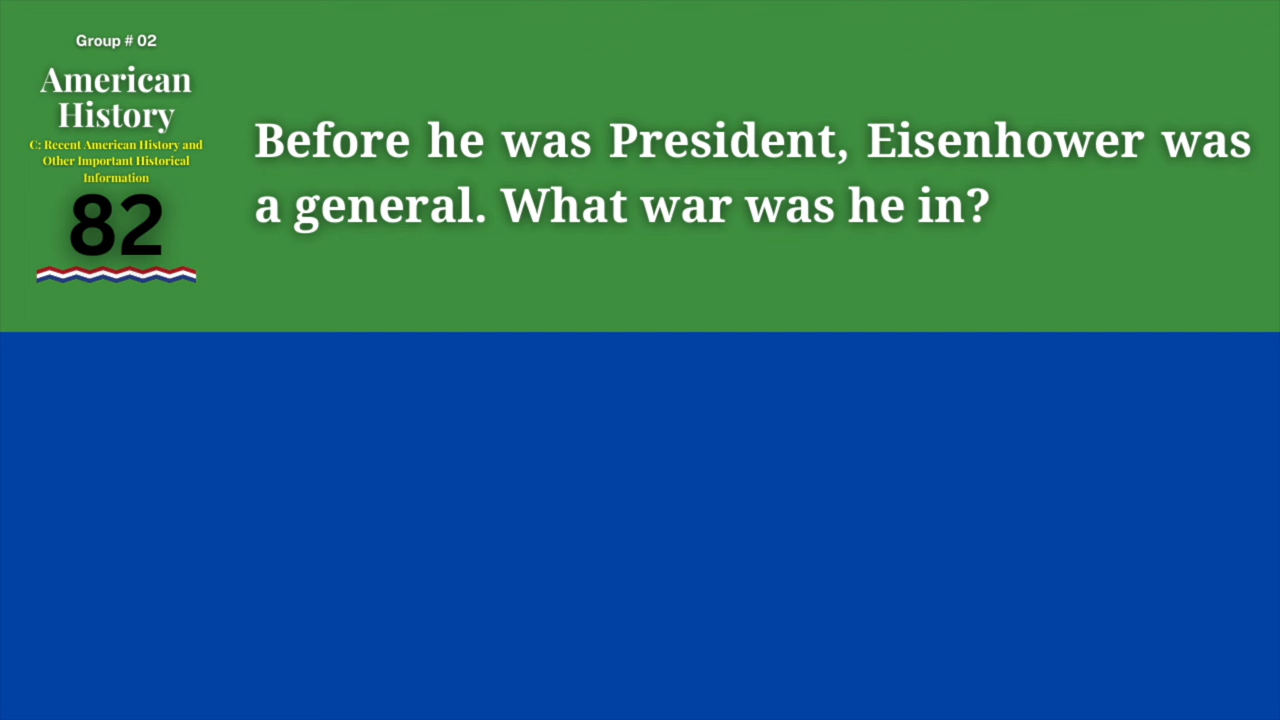 Group # 02
American
History
C: Recent American History and
Other Important Historical
Information
82
Before he was President, Eisenhower was
a general. What war was he in?